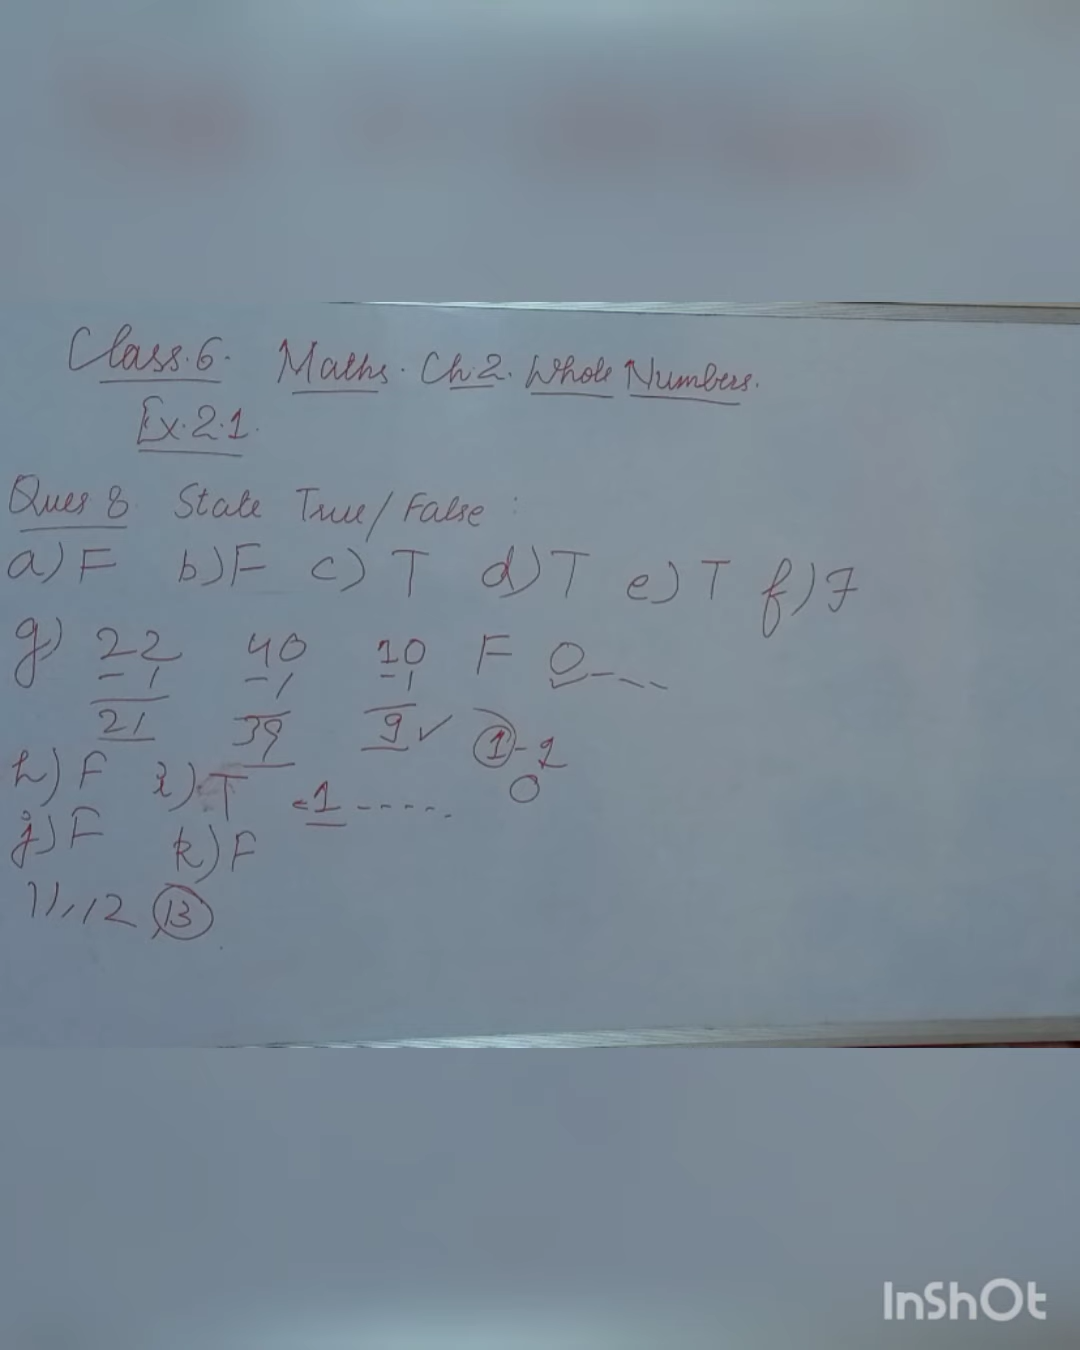 Class.6. Maths. Ch.2. Whole Numbers.
Ex.2.1.
Ques 8. State True/False :
a) F b) F c) T d) T e) T f) F
g) 22 40 10 F 0----
-1 -1 -1
21 39 9 ✓ 1-1
0
h) F i) T 1-----
j) F k) F
11, 12 13
InShOt